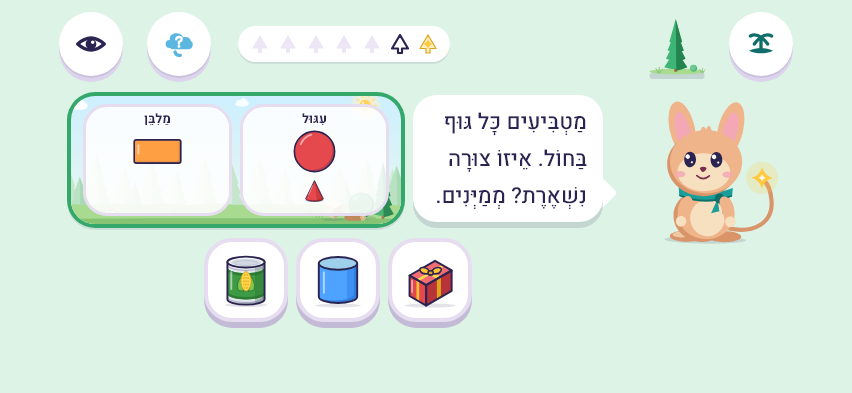 מַטְבִּיעִים כָּל גּוּף
בַּחוֹל. אֵיזוֹ צוּרָה
נִשְׁאֶרֶת? מְמַיְּנִים.
עִגּוּל
מַלְבֵּן
?